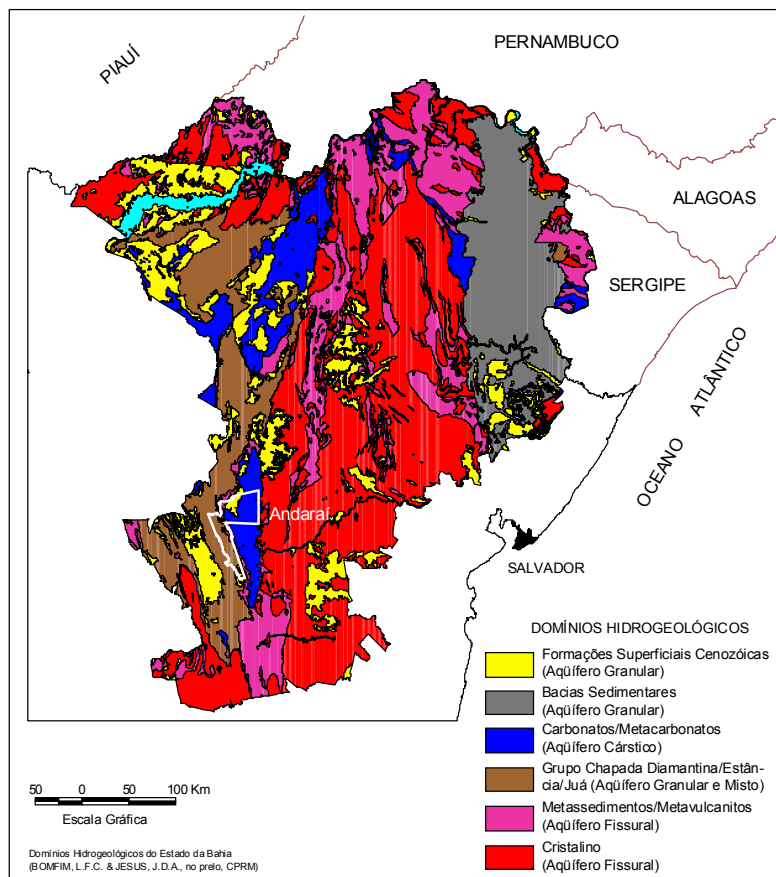 PIAUÍ
PERNAMBUCO
ALAGOAS
SERGIPE
OCEANO ATLÂNTICO
Andaraí
SALVADOR
DOMÍNIOS HIDROGEOLÓGICOS
Formações Superficiais Cenozóicas
(Aqüífero Granular)
Bacias Sedimentares
(Aqüífero Granular)
Carbonatos/Metacarbonatos
(Aqüífero Cárstico)
Grupo Chapada Diamantina/Estân-
cia/Juá (Aqüífero Granular e Misto)
Metassedimentos/Metavulcanitos
(Aqüífero Fissural)
Cristalino
(Aqüífero Fissural)
50 0 50 100 Km
Escala Gráfica
Domínios Hidrogeológicos do Estado da Bahia
(BOMFIM, L.F.C. & JESUS, J.D.A., no prelo, CPRM)